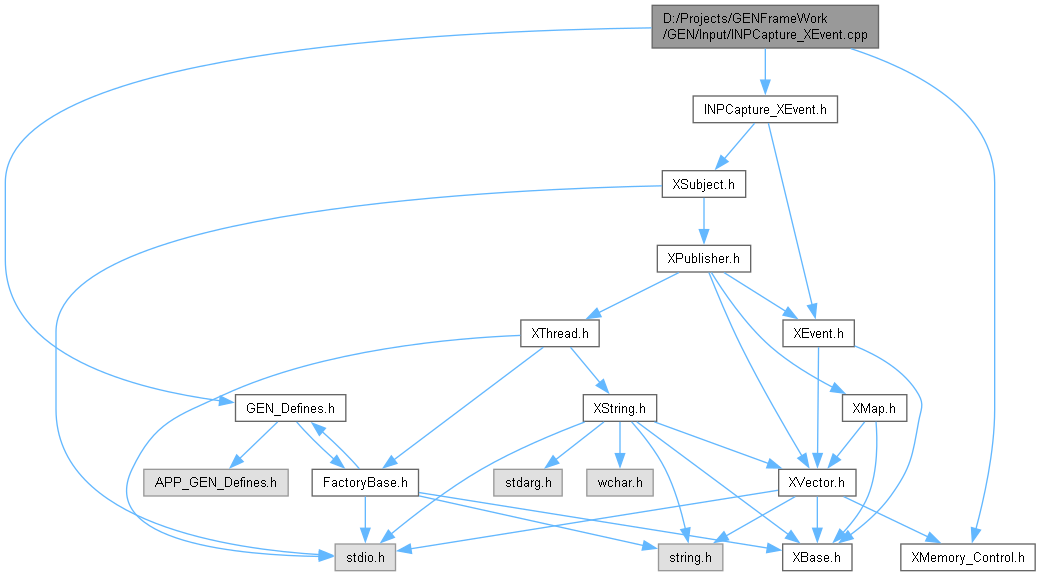 D:/Projects/GENFrameWork
/GEN/Input/INPCapture_XEvent.cpp
INPCapture_XEvent.h
XSubject.h
XPublisher.h
XThread.h
XEvent.h
GEN_Defines.h
XString.h
XMap.h
APP_GEN_Defines.h
FactoryBase.h
stdarg.h
wchar.h
XVector.h
stdio.h
string.h
XBase.h
XMemory_Control.h